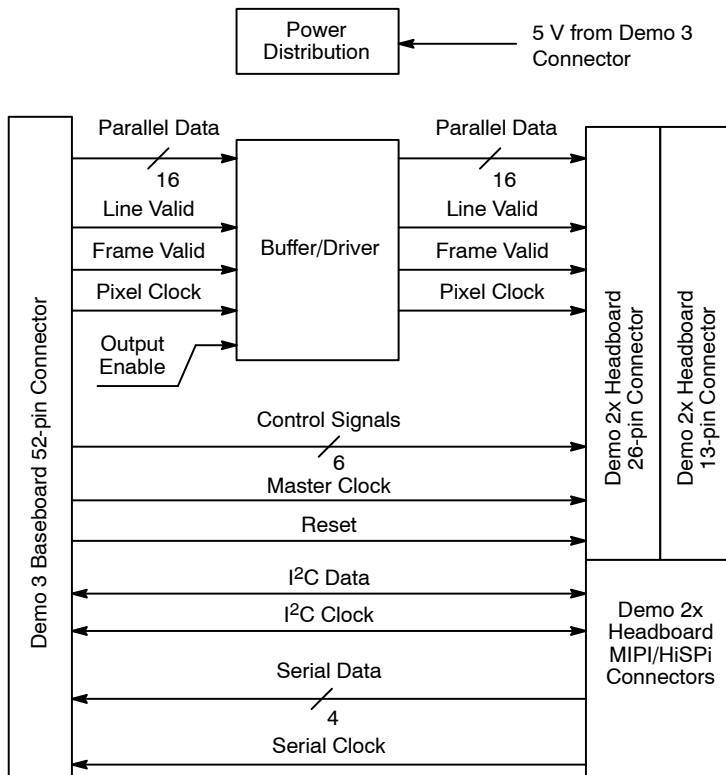 Power
Distribution
5 V from Demo 3
Connector
Demo 3 Baseboard 52-pin Connector
Parallel Data
16
Line Valid
Frame Valid
Pixel Clock
Output
Enable
Buffer/Driver
Parallel Data
16
Line Valid
Frame Valid
Pixel Clock
Control Signals
6
Master Clock
Reset
I²C Data
I²C Clock
Serial Data
4
Serial Clock
Demo 2x Headboard
26-pin Connector
Demo 2x Headboard
13-pin Connector
Demo 2x
Headboard
MIPI/HiSPi
Connectors